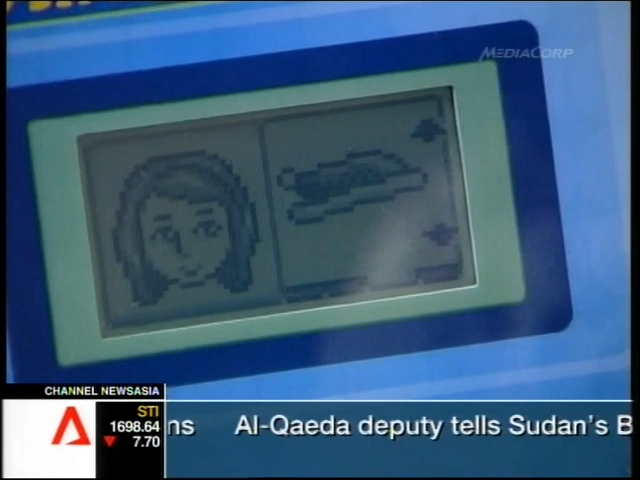 MEDIACORP
CHANNEL NEWSASIA
STI
1698.64
7.70
ns Al-Qaeda deputy tells Sudan's B